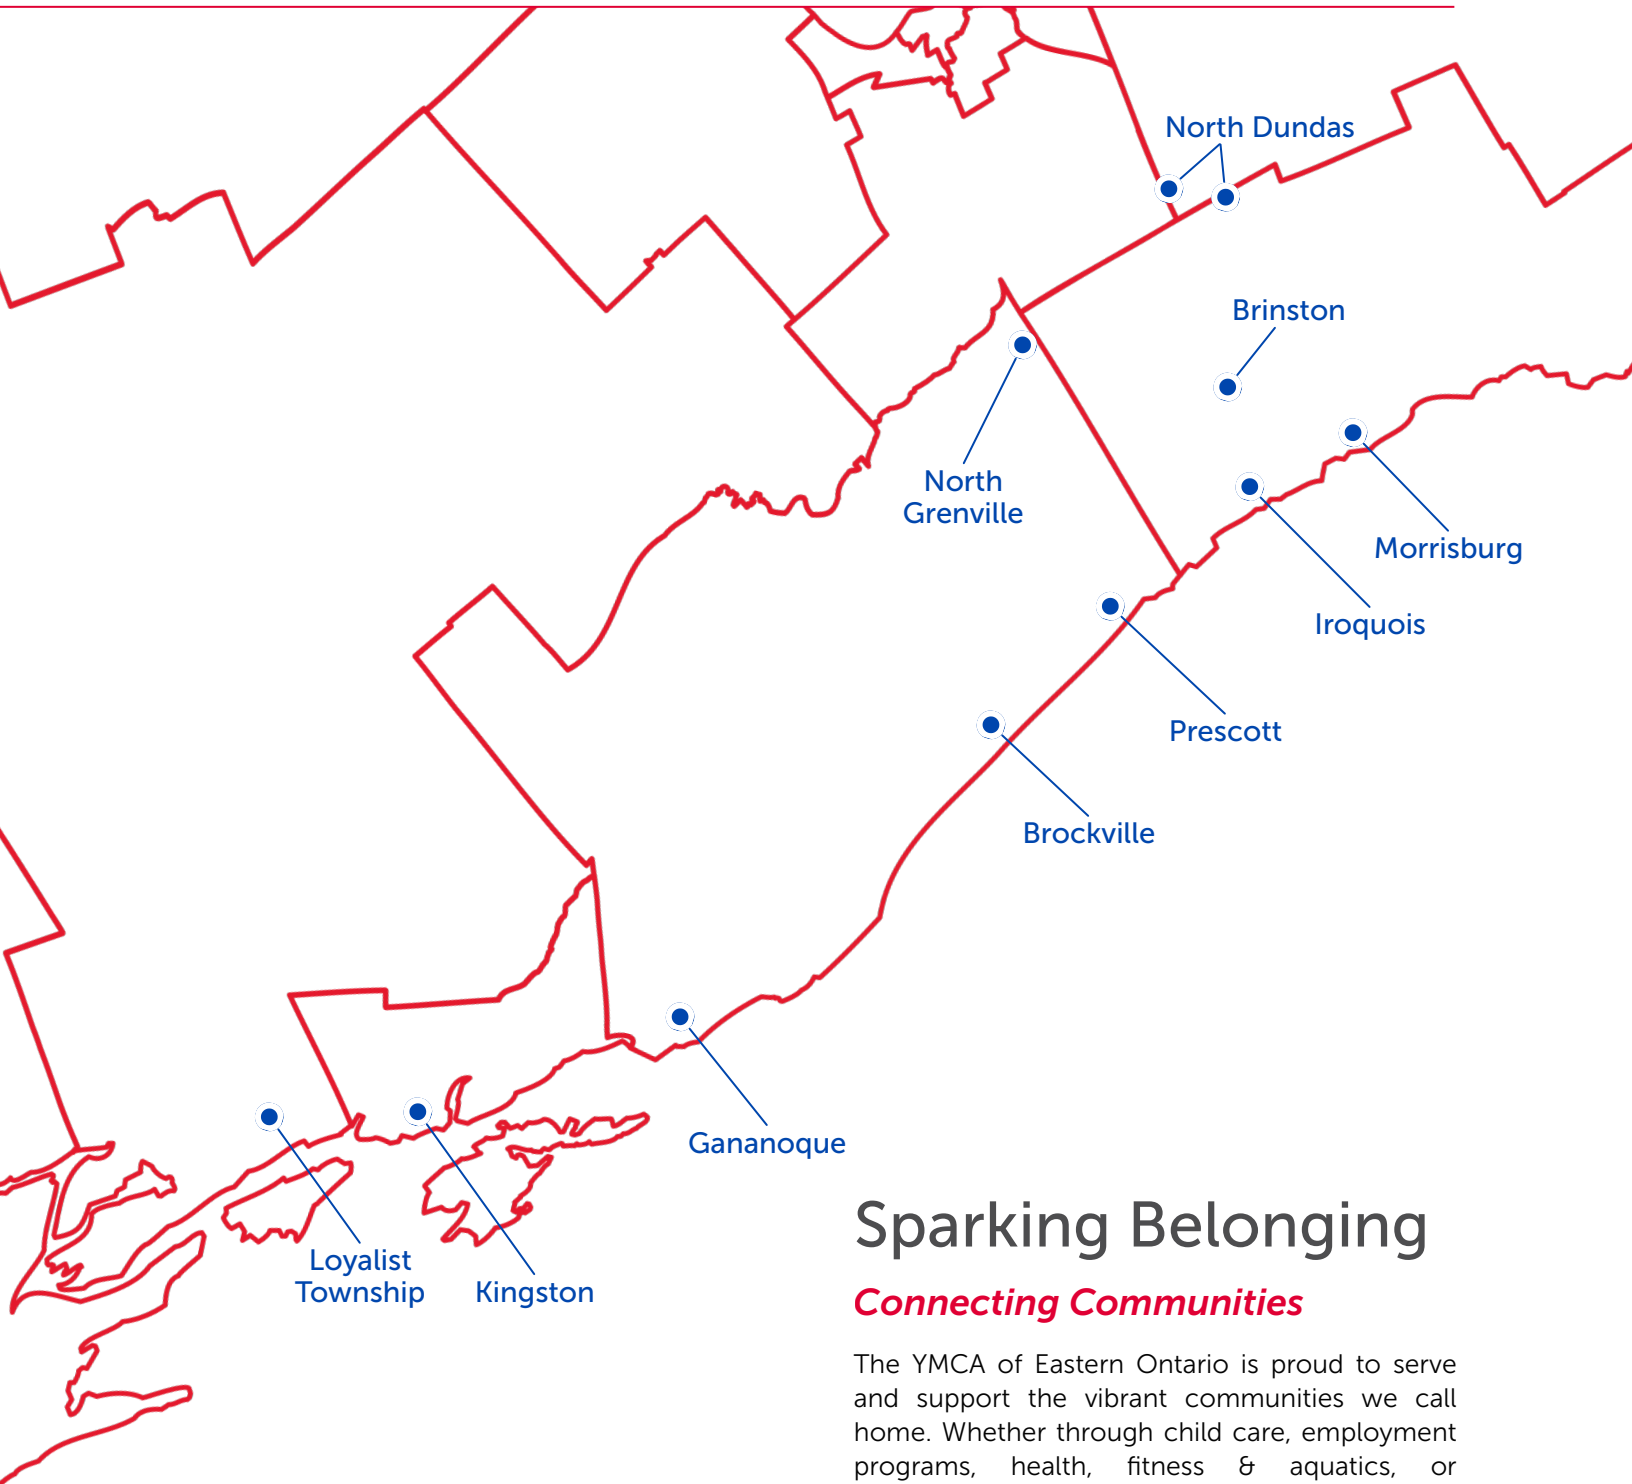 North Dundas
Brinston
North
Grenville
Morrisburg
Iroquois
Prescott
Brockville
Gananoque
Loyalist
Township
Kingston
Sparking Belonging
Connecting Communities
The YMCA of Eastern Ontario is proud to serve
and support the vibrant communities we call
home. Whether through child care, employment
programs, health, fitness & aquatics, or